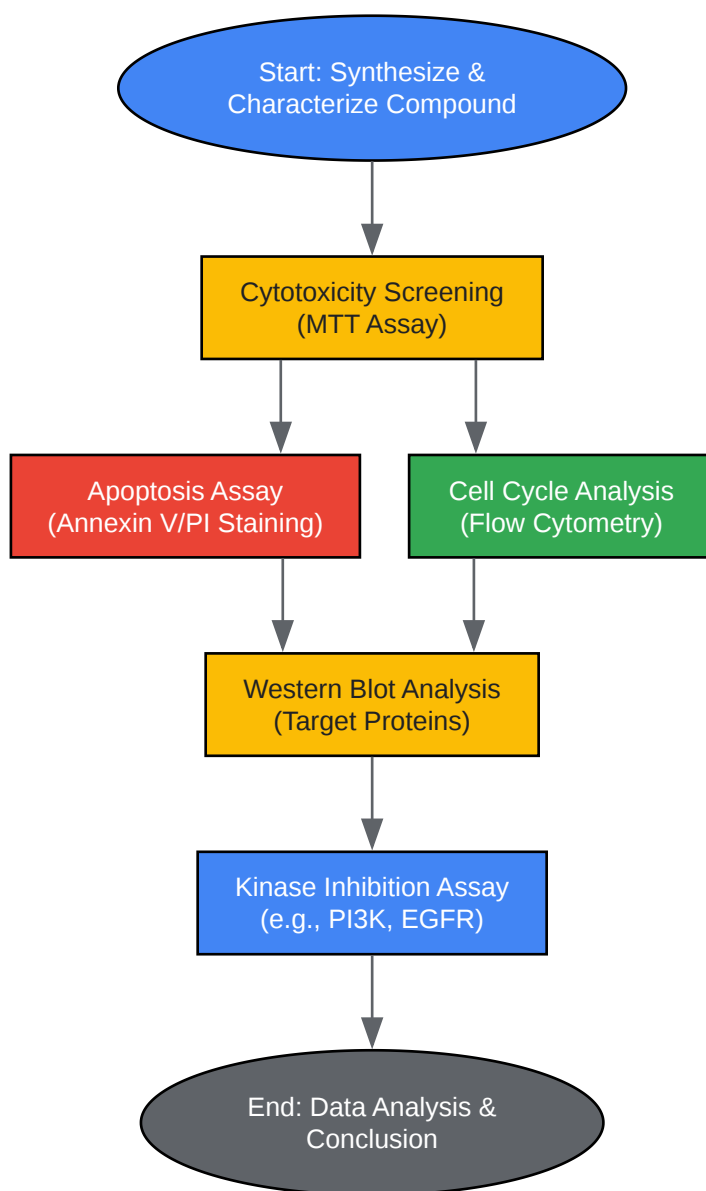 Start: Synthesize &
Characterize Compound
Cytotoxicity Screening
(MTT Assay)
Apoptosis Assay
(Annexin V/PI Staining)
Cell Cycle Analysis
(Flow Cytometry)
Western Blot Analysis
(Target Proteins)
Kinase Inhibition Assay
(e.g., PI3K, EGFR)
End: Data Analysis &
Conclusion